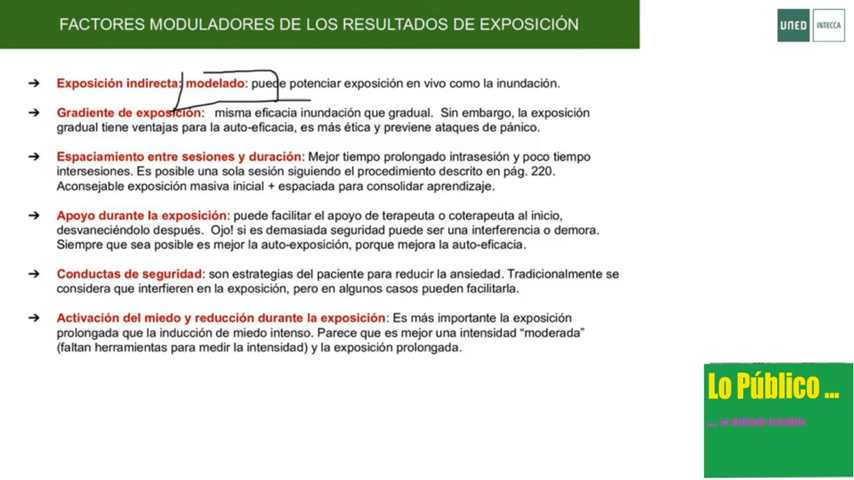 FACTORES MODULADORES DE LOS RESULTADOS DE EXPOSICIÓN
UNED INTECCA
➔ Exposición indirecta: modelado: puede potenciar exposición en vivo como la inundación.
➔ Gradiente de exposición: misma eficacia inundación que gradual. Sin embargo, la exposición
gradual tiene ventajas para la auto-eficacia, es más ética y previene ataques de pánico.
➔ Espaciamiento entre sesiones y duración: Mejor tiempo prolongado intrasesión y poco tiempo
intersesiones. Es posible una sola sesión siguiendo el procedimiento descrito en pág. 220.
Aconsejable exposición masiva inicial + espaciada para consolidar aprendizaje.
➔ Apoyo durante la exposición: puede facilitar el apoyo de terapeuta o coterapeuta al inicio,
desvaneciéndolo después. Ojo! si es demasiada seguridad puede ser una interferencia o demora.
Siempre que sea posible es mejor la auto-exposición, porque mejora la auto-eficacia.
➔ Conductas de seguridad: son estrategias del paciente para reducir la ansiedad. Tradicionalmente se
considera que interfieren en la exposición, pero en algunos casos pueden facilitarla.
➔ Activación del miedo y reducción durante la exposición: Es más importante la exposición
prolongada que la inducción de miedo intenso. Parece que es mejor una intensidad “moderada”
(faltan herramientas para medir la intensidad) y la exposición prolongada.
Lo Público ...